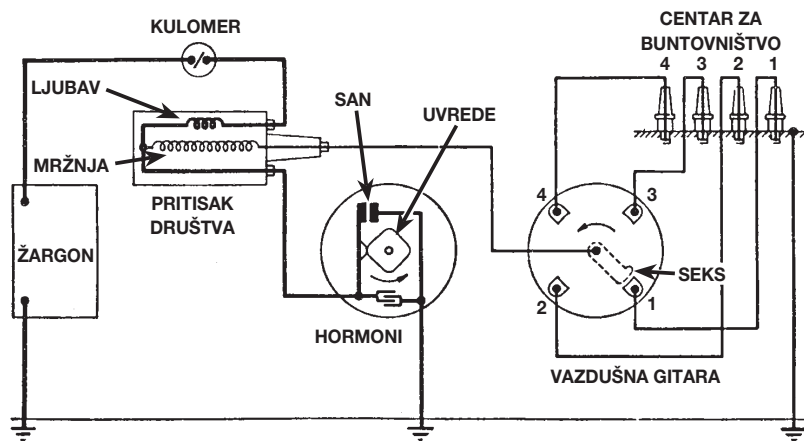 KULOMER
CENTAR ZA
BUNTOVNIŠTVO
4 3 2 1
LJUBAV
SAN
UVREDE
MRŽNJA
PRITISAK
DRUŠTVA
4
3
ŽARGON
SEKS
2
1
HORMONI
VAZDUŠNA GITARA